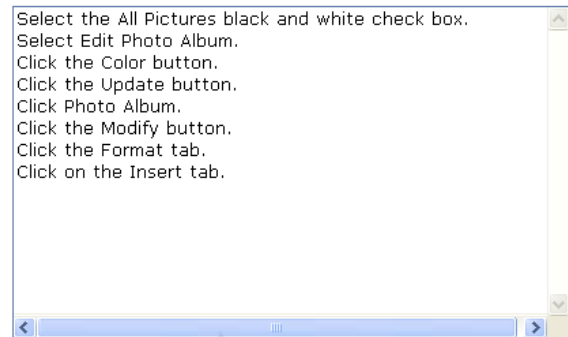 Select the All Pictures black and white check box.
Select Edit Photo Album.
Click the Color button.
Click the Update button.
Click Photo Album.
Click the Modify button.
Click the Format tab.
Click on the Insert tab.